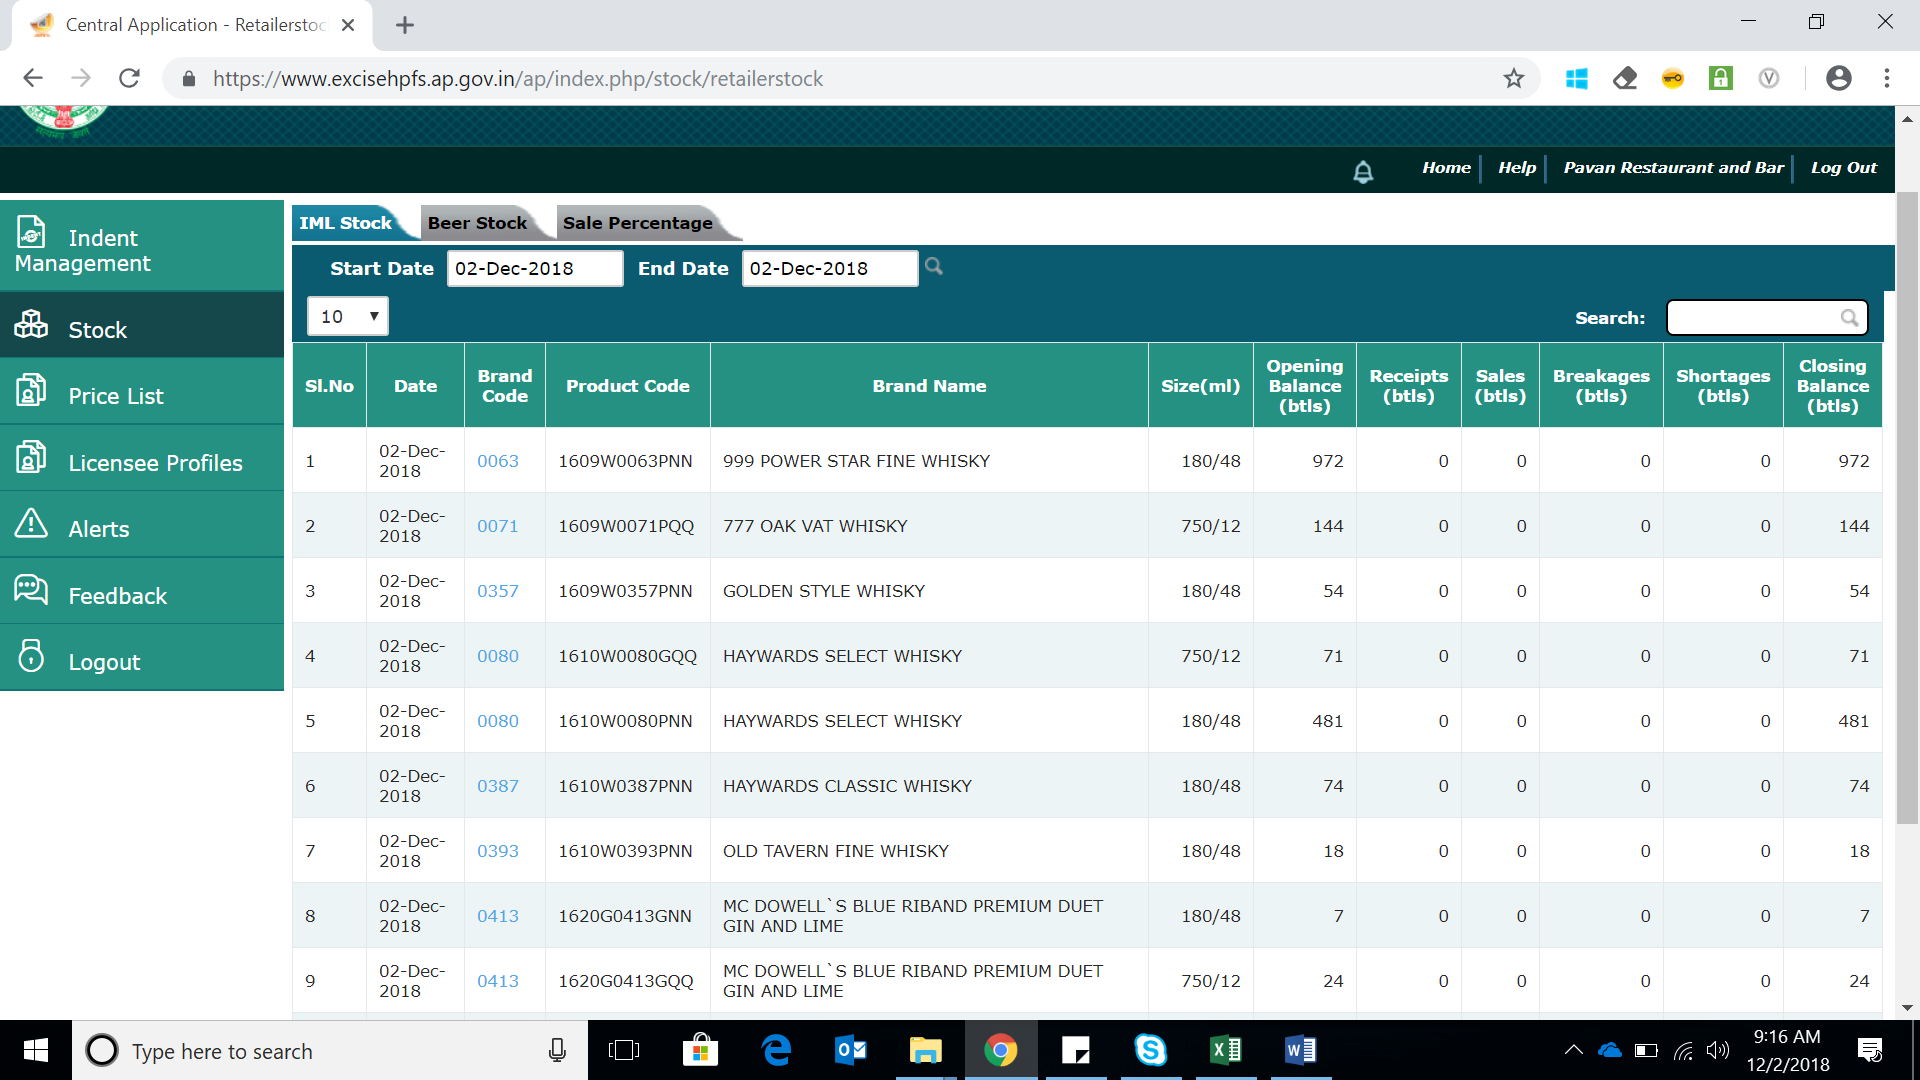 Central Application - Retailerstoc
https://www.excisehpfs.ap.gov.in/ap/index.php/stock/retailerstock
Home Help Pavan Restaurant and Bar Log Out
Indent
Management
Stock
Price List
Licensee Profiles
Alerts
Feedback
Logout
IML Stock Beer Stock Sale Percentage
Start Date 02-Dec-2018 End Date 02-Dec-2018
10 Search:
Sl.No Date Brand Code Product Code Brand Name Size(ml) Opening Balance (btls) Receipts (btls) Sales (btls) Breakages (btls) Shortages (btls) Closing Balance (btls)
1 02-Dec-2018 0063 1609W0063PNN 999 POWER STAR FINE WHISKY 180/48 972 0 0 0 0 972
2 02-Dec-2018 0071 1609W0071PQQ 777 OAK VAT WHISKY 750/12 144 0 0 0 0 144
3 02-Dec-2018 0357 1609W0357PNN GOLDEN STYLE WHISKY 180/48 54 0 0 0 0 54
4 02-Dec-2018 0080 1610W0080GQQ HAYWARDS SELECT WHISKY 750/12 71 0 0 0 0 71
5 02-Dec-2018 0080 1610W0080PNN HAYWARDS SELECT WHISKY 180/48 481 0 0 0 0 481
6 02-Dec-2018 0387 1610W0387PNN HAYWARDS CLASSIC WHISKY 180/48 74 0 0 0 0 74
7 02-Dec-2018 0393 1610W0393PNN OLD TAVERN FINE WHISKY 180/48 18 0 0 0 0 18
8 02-Dec-2018 0413 1620G0413GNN MC DOWELL`S BLUE RIBAND PREMIUM DUET GIN AND LIME 180/48 7 0 0 0 0 7
9 02-Dec-2018 0413 1620G0413GQQ MC DOWELL`S BLUE RIBAND PREMIUM DUET GIN AND LIME 750/12 24 0 0 0 0 24
Type here to search
9:16 AM
12/2/2018